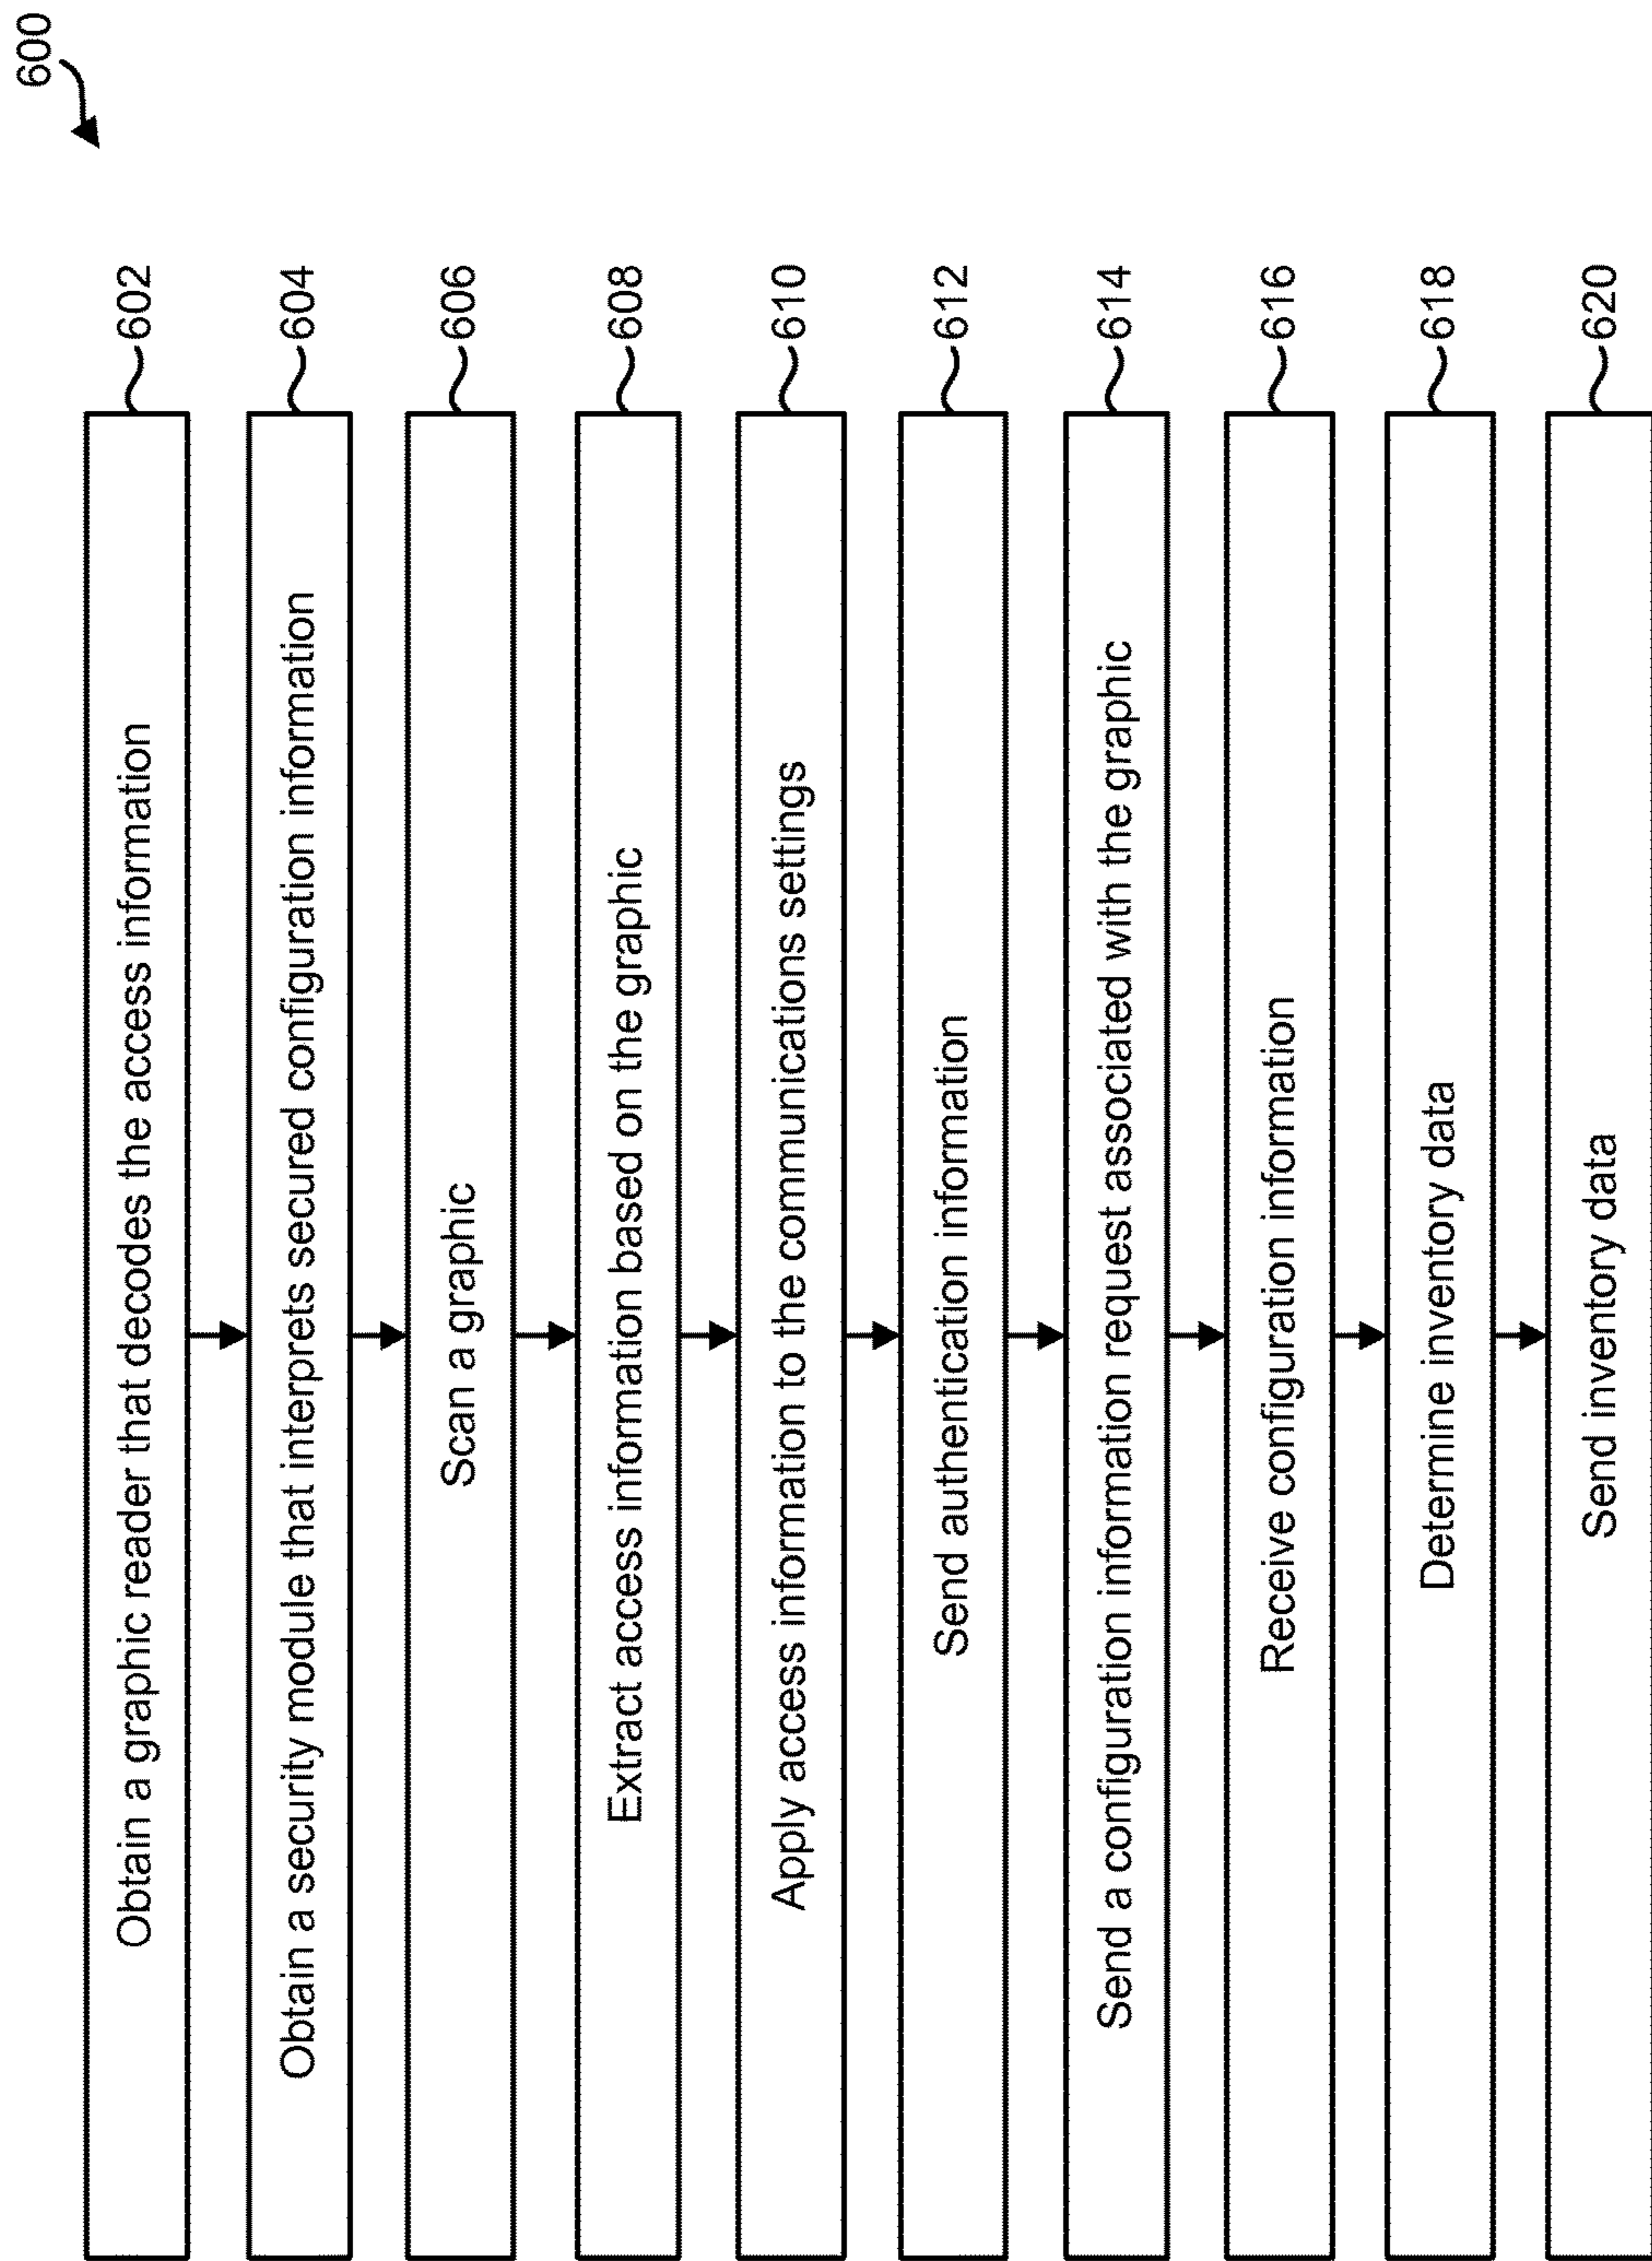 600
Obtain a graphic reader that decodes the access information
602
Obtain a security module that interprets secured configuration information
604
Scan a graphic
606
Extract access information based on the graphic
608
Apply access information to the communications settings
610
Send authentication information
612
Send a configuration information request associated with the graphic
614
Receive configuration information
616
Determine inventory data
618
Send inventory data
620